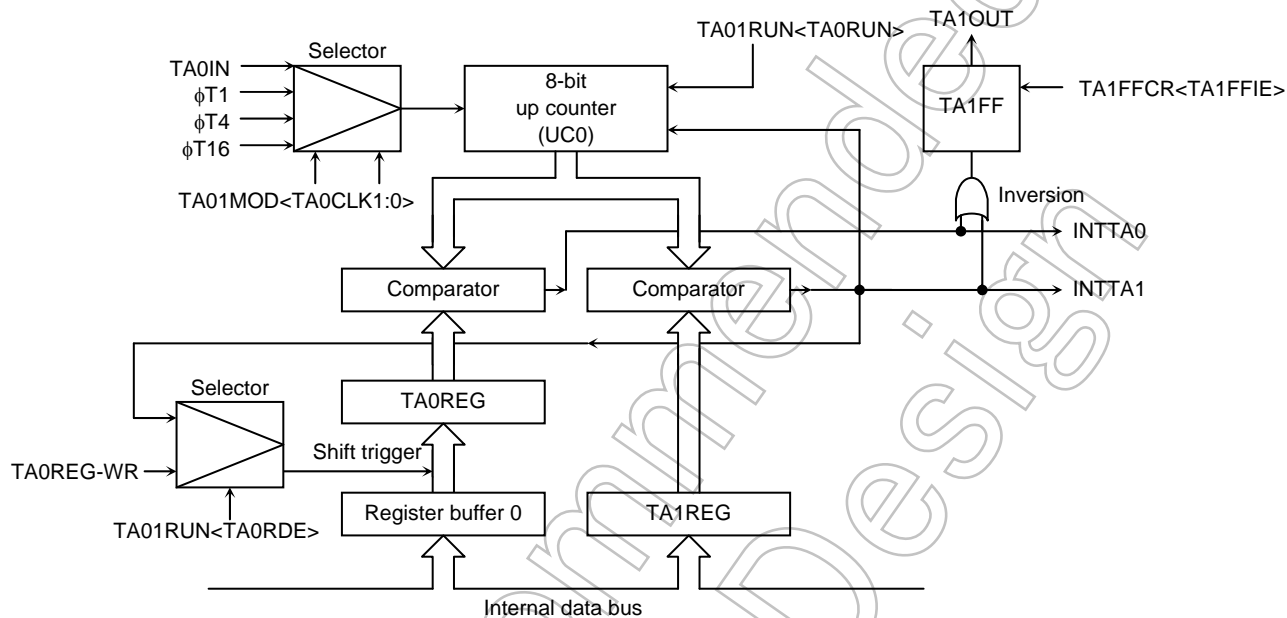 TA01RUN<TA0RUN>
TA1OUT
Selector
TA0IN
ϕT1
ϕT4
ϕT16
8-bit
up counter
(UC0)
TA1FF
TA1FFCR<TA1FFIE>
TA01MOD<TA0CLK1:0>
Inversion
INTTA0
Comparator
Comparator
INTTA1
Selector
TA0REG
Shift trigger
TA0REG-WR
Register buffer 0
TA1REG
TA01RUN<TA0RDE>
Internal data bus
ommended
Design